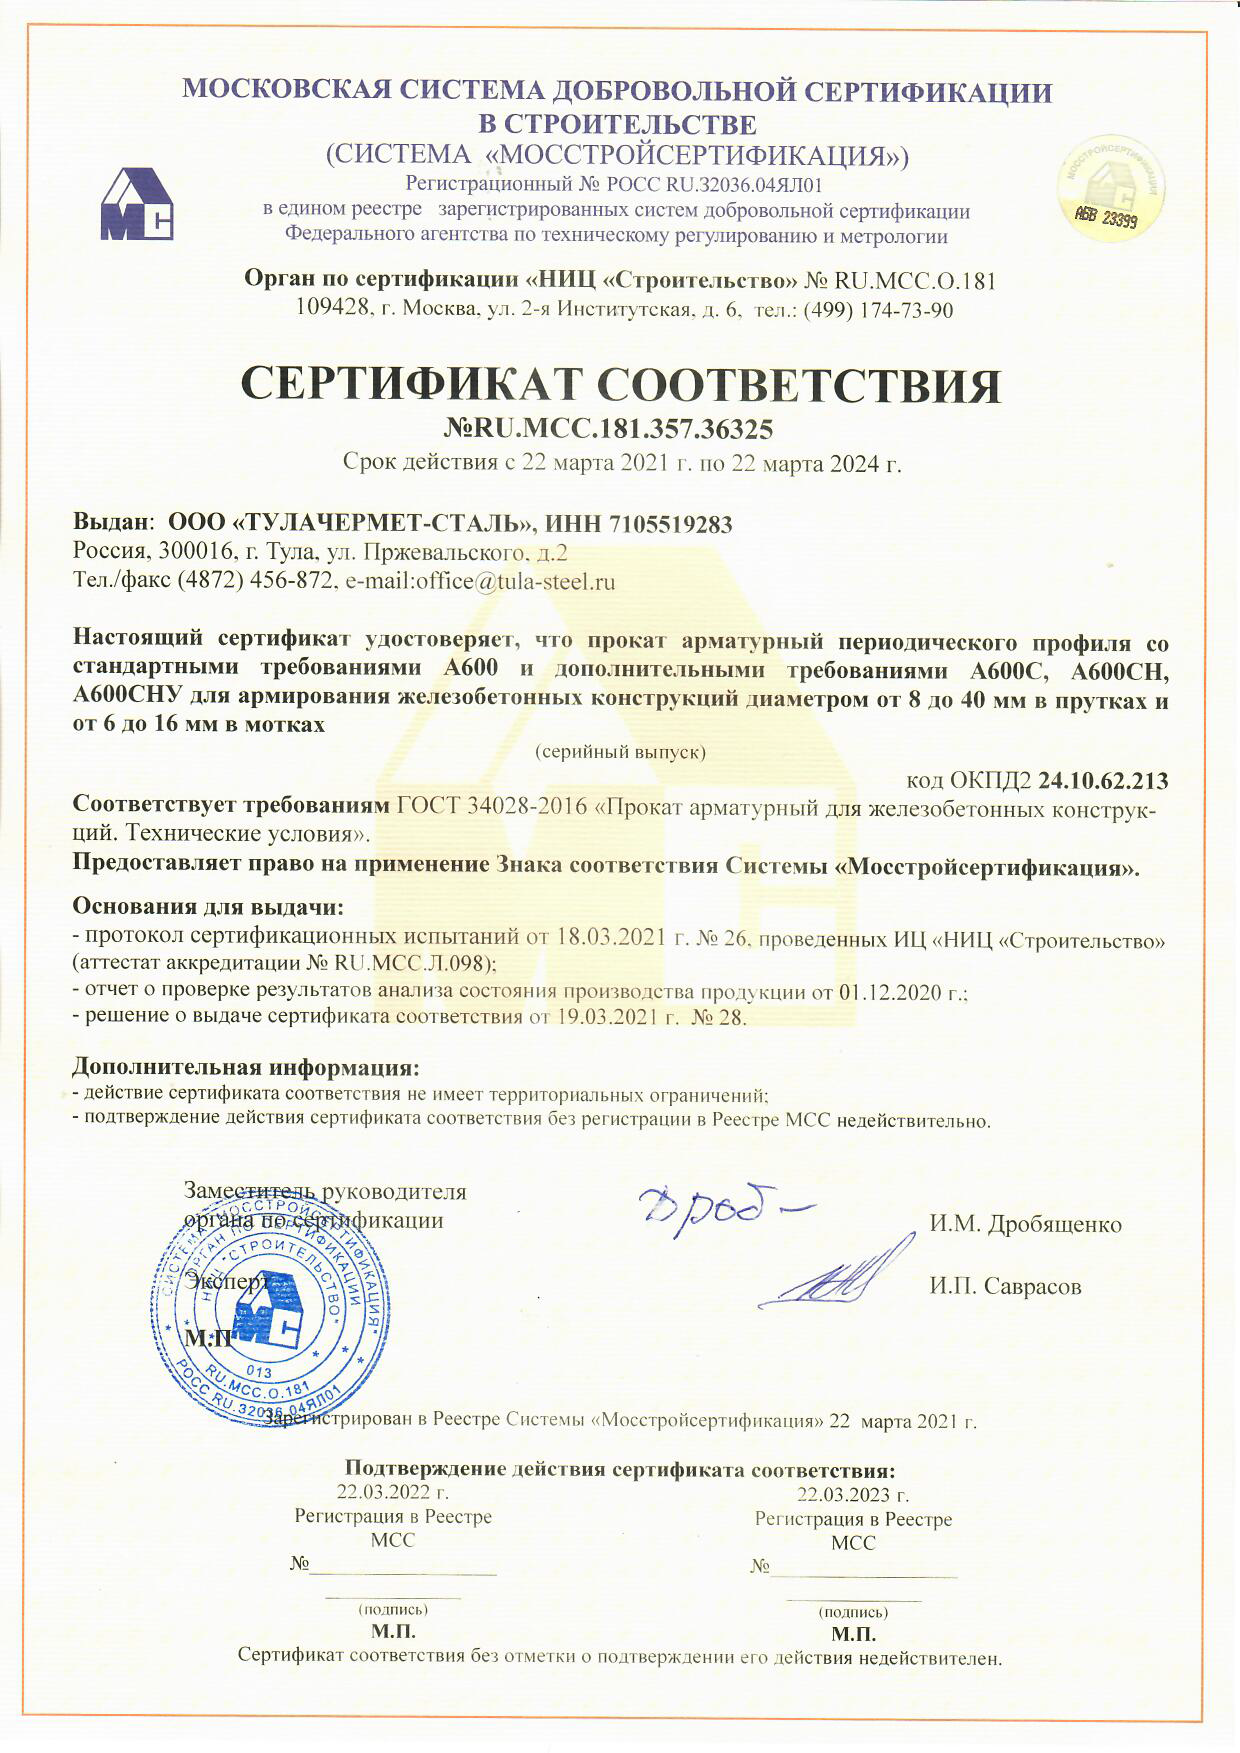 МОСКОВСКАЯ СИСТЕМА ДОБРОВОЛЬНОЙ СЕРТИФИКАЦИИ
В СТРОИТЕЛЬСТВЕ
(СИСТЕМА «МОССТРОЙСЕРТИФИКАЦИЯ»)
Регистрационный № РОСС RU.32036.04ЯЛ01
в едином реестре зарегистрированных систем добровольной сертификации
Федерального агентства по техническому регулированию и метрологии
МС
МОССТРОЙСЕРТИФИКАЦИЯ
АБВ 23399
Орган по сертификации «НИЦ «Строительство» № RU.МСС.О.181
109428, г. Москва, ул. 2-я Институтская, д. 6, тел.: (499) 174-73-90
СЕРТИФИКАТ СООТВЕТСТВИЯ
№RU.МСС.181.357.36325
Срок действия с 22 марта 2021 г. по 22 марта 2024 г.
Выдан: ООО «ТУЛАЧЕРМЕТ-СТАЛЬ», ИНН 7105519283
Россия, 300016, г. Тула, ул. Пржевальского, д.2
Тел./факс (4872) 456-872, e-mail:office@tula-steel.ru
Настоящий сертификат удостоверяет, что прокат арматурный периодического профиля со
стандартными требованиями А600 и дополнительными требованиями А600С, А600СН,
А600СНУ для армирования железобетонных конструкций диаметром от 8 до 40 мм в прутках и
от 6 до 16 мм в мотках
(серийный выпуск)
код ОКПД2 24.10.62.213
Соответствует требованиям ГОСТ 34028-2016 «Прокат арматурный для железобетонных конструк-
ций. Технические условия».
Предоставляет право на применение Знака соответствия Системы «Мосстройсертификация».
Основания для выдачи:
- протокол сертификационных испытаний от 18.03.2021 г. № 26, проведенных ИЦ «НИЦ «Строительство»
(аттестат аккредитации № RU.МСС.Л.098);
- отчет о проверке результатов анализа состояния производства продукции от 01.12.2020 г.;
- решение о выдаче сертификата соответствия от 19.03.2021 г. № 28.
Дополнительная информация:
- действие сертификата соответствия не имеет территориальных ограничений;
- подтверждение действия сертификата соответствия без регистрации в Реестре МСС недействительно.
Заместитель руководителя
органа по сертификации
Дроб
И.М. Дробященко
Эксперт
И.П. Саврасов
М.П
СИСТЕМА "МОССТРОЙСЕРТИФИКАЦИЯ"
ОРГАН ПО СЕРТИФИКАЦИИ
НИЦ "СТРОИТЕЛЬСТВО"
МС
013
RU.МСС.О.181
РОСС RU.32036.04ЯЛ01
Зарегистрирован в Реестре Системы «Мосстройсертификация» 22 марта 2021 г.
Подтверждение действия сертификата соответствия:
22.03.2022 г. 22.03.2023 г.
Регистрация в Реестре Регистрация в Реестре
МСС МСС
№ №
(подпись) (подпись)
М.П. М.П.
Сертификат соответствия без отметки о подтверждении его действия недействителен.